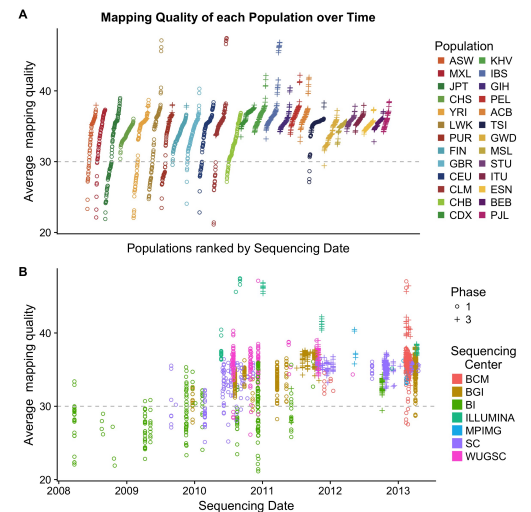 A
Mapping Quality of each Population over Time
Average mapping quality
40
30
20
Populations ranked by Sequencing Date
Population
ASW KHV
MXL IBS
JPT GIH
CHS PEL
YRI ACB
LWK TSI
PUR GWD
FIN MSL
GBR STU
CEU ITU
CLM ESN
CHB BEB
CDX PJL
B
Average mapping quality
40
30
20
2008 2009 2010 2011 2012 2013
Sequencing Date
Phase
1
3
Sequencing
Center
BCM
BGI
BI
ILLUMINA
MPIMG
SC
WUGSC